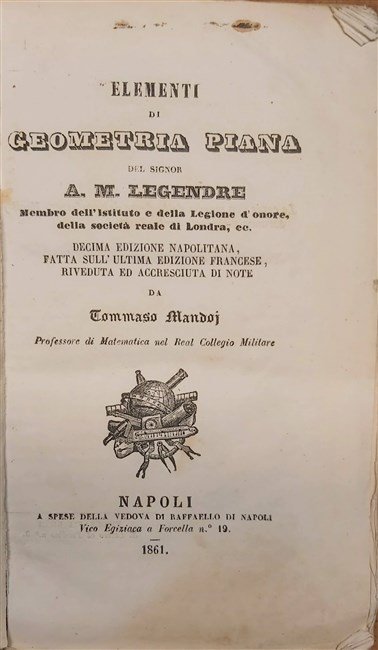 ELEMENTI
DI
GEOMETRIA PIANA
DEL SIGNOR
A. M. LEGENDRE
Membro dell'Istituto e della Legione d'onore,
della società reale di Londra, ec.
DECIMA EDIZIONE NAPOLITANA,
FATTA SULL'ULTIMA EDIZIONE FRANCESE,
RIVEDUTA ED ACCRESCIUTA DI NOTE
DA
Tommaso Mandoj
Professore di Matematica nel Real Collegio Militare
NAPOLI
A SPESE DELLA VEDOVA DI RAFFAELLO DI NAPOLI
Vico Egiziaca a Forcella n.° 19.
1861.